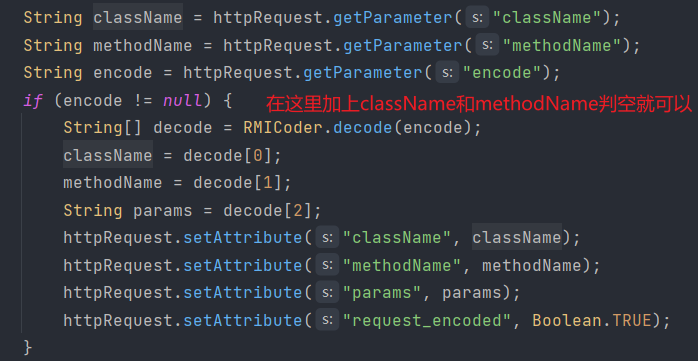 String className = httpRequest.getParameter( s: "className");
String methodName = httpRequest.getParameter( s: "methodName");
String encode = httpRequest.getParameter( s: "encode");
if (encode != null) { 在这里加上className和methodName判空就可以
String[] decode = RMICoder.decode(encode);
className = decode[0];
methodName = decode[1];
String params = decode[2];
httpRequest.setAttribute( s: "className", className);
httpRequest.setAttribute( s: "methodName", methodName);
httpRequest.setAttribute( s: "params", params);
httpRequest.setAttribute( s: "request_encoded", Boolean.TRUE);
}